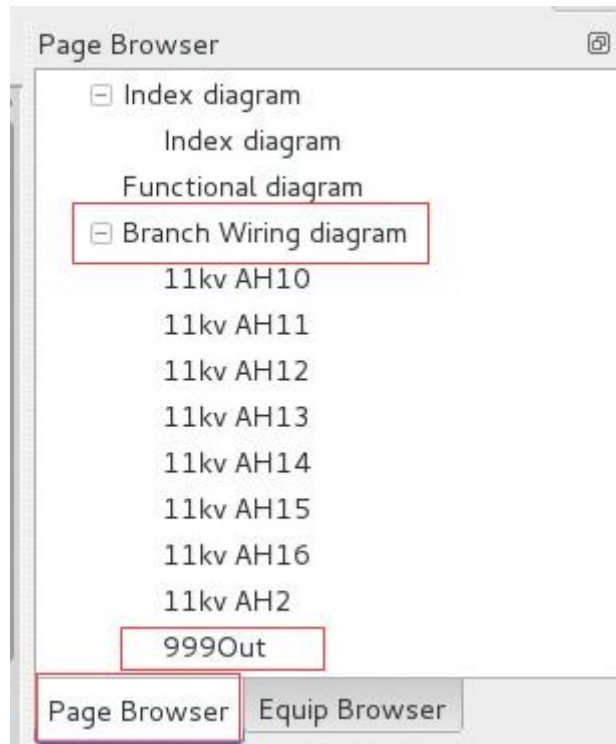 Page Browser
Index diagram
Index diagram
Functional diagram
Branch Wiring diagram
11kv AH10
11kv AH11
11kv AH12
11kv AH13
11kv AH14
11kv AH15
11kv AH16
11kv AH2
999Out
Page Browser Equip Browser